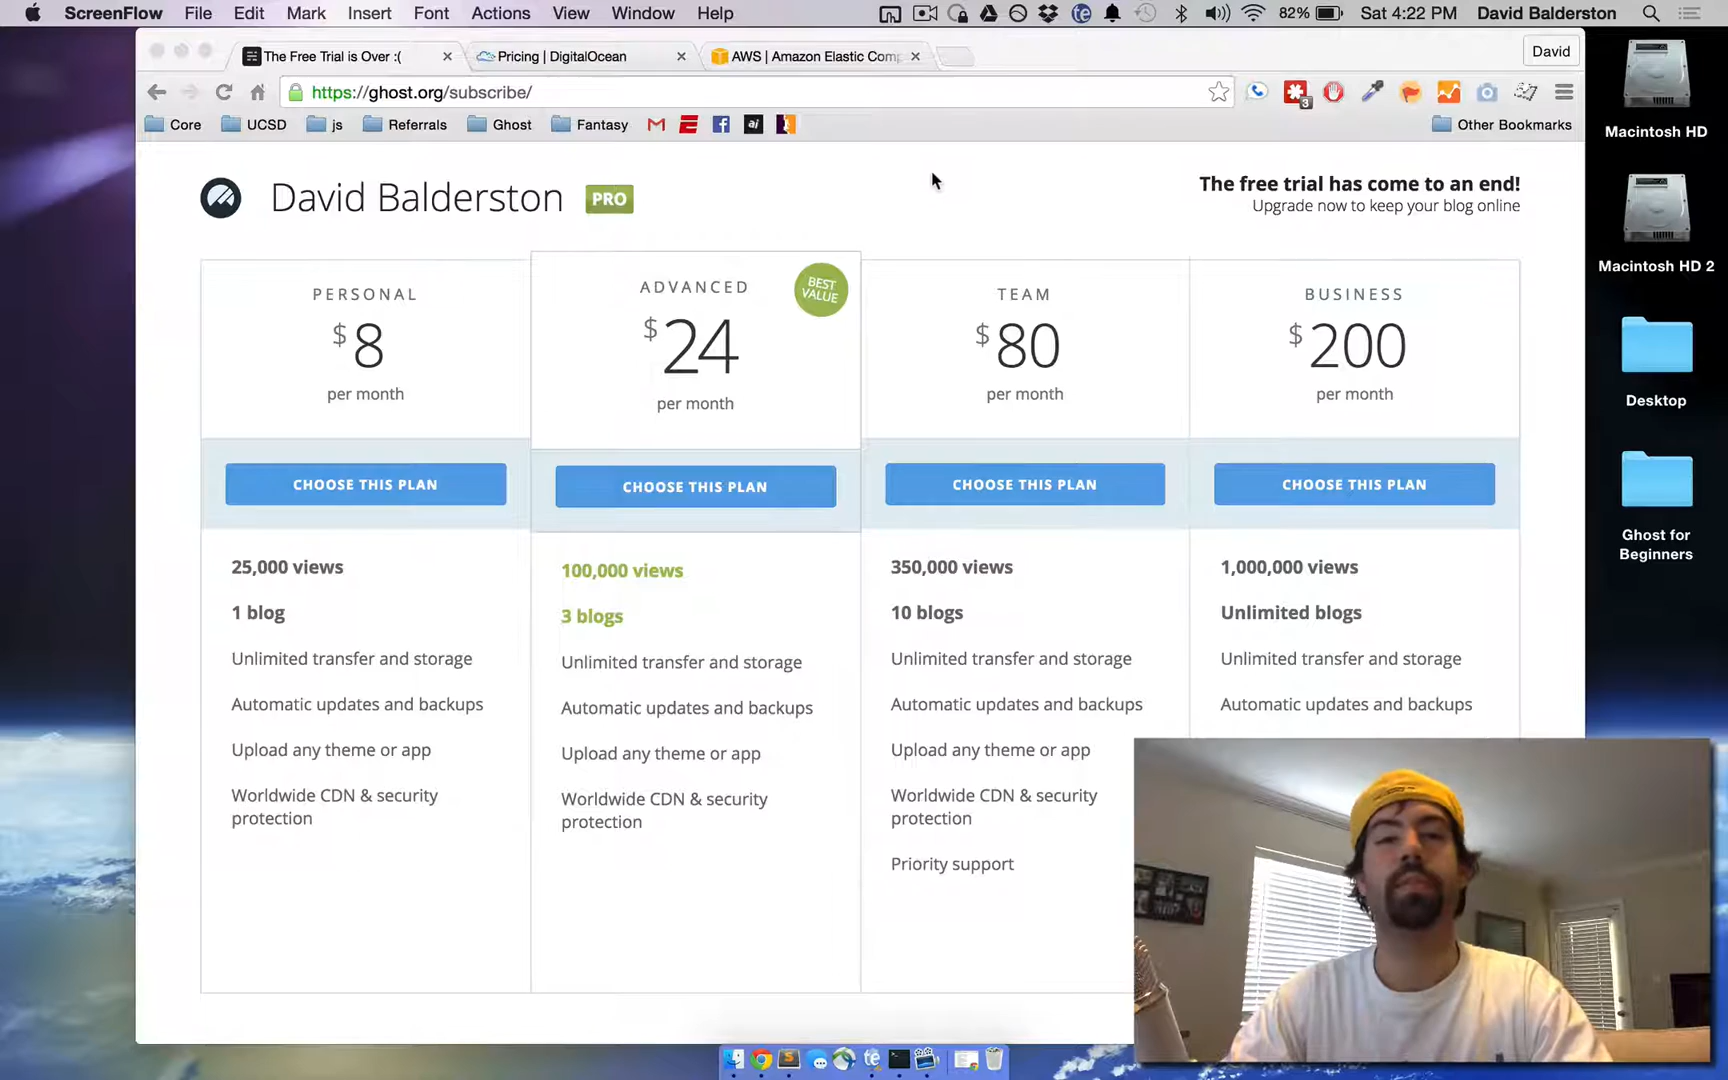 ScreenFlow File Edit Mark Insert Font Actions View Window Help 82% Sat 4:22 PM David Balderston
The Free Trial is Over :( Pricing | DigitalOcean AWS | Amazon Elastic Comp David
https://ghost.org/subscribe/ 3
Core UCSD js Referrals Ghost Fantasy ai Other Bookmarks
Macintosh HD
Macintosh HD 2
Desktop
Ghost for
Beginners
David Balderston PRO
The free trial has come to an end!
Upgrade now to keep your blog online
PERSONAL
$8
per month
CHOOSE THIS PLAN
25,000 views
1 blog
Unlimited transfer and storage
Automatic updates and backups
Upload any theme or app
Worldwide CDN & security
protection
ADVANCED
BEST
VALUE
$24
per month
CHOOSE THIS PLAN
100,000 views
3 blogs
Unlimited transfer and storage
Automatic updates and backups
Upload any theme or app
Worldwide CDN & security
protection
TEAM
$80
per month
CHOOSE THIS PLAN
350,000 views
10 blogs
Unlimited transfer and storage
Automatic updates and backups
Upload any theme or app
Worldwide CDN & security
protection
Priority support
BUSINESS
$200
per month
CHOOSE THIS PLAN
1,000,000 views
Unlimited blogs
Unlimited transfer and storage
Automatic updates and backups